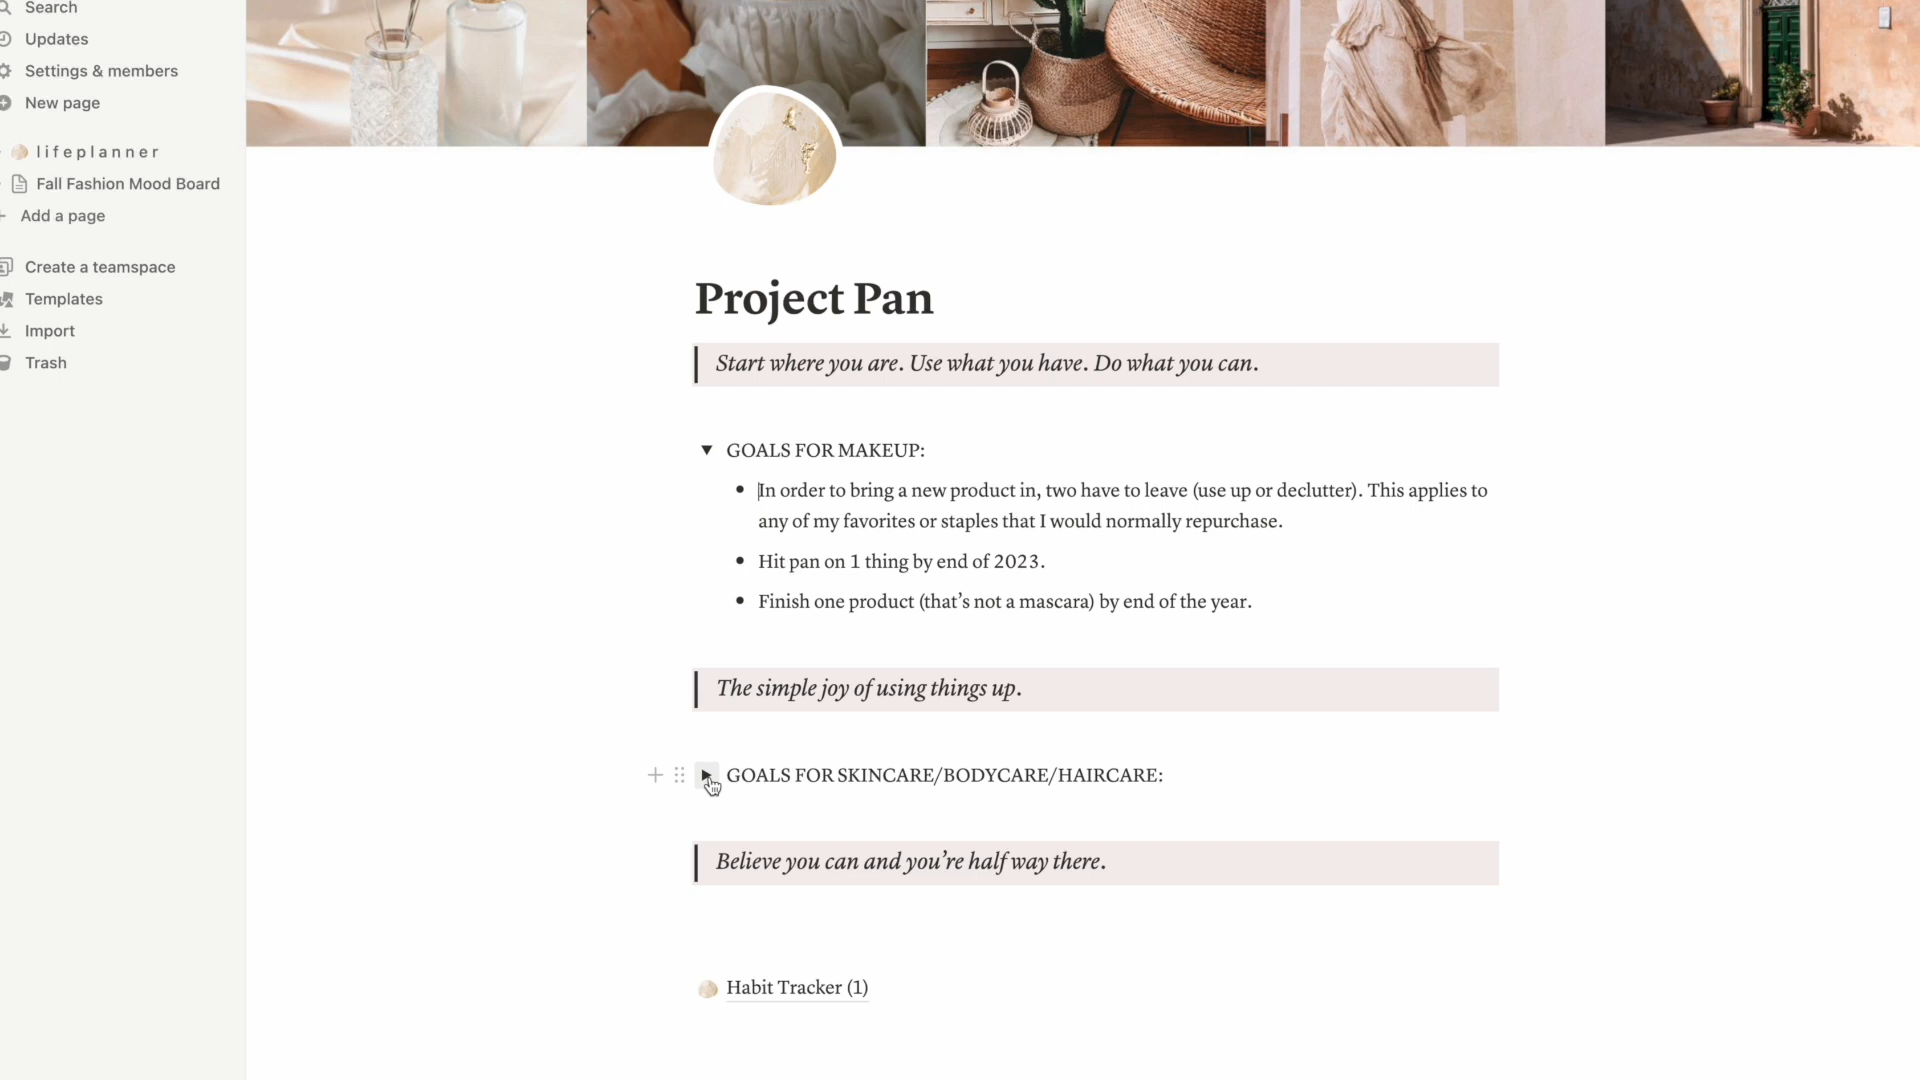 Search
Updates
Settings & members
New page
lifeplanner
Fall Fashion Mood Board
Add a page
Create a teamspace
Templates
Import
Trash
Project Pan
Start where you are. Use what you have. Do what you can.
GOALS FOR MAKEUP:
In order to bring a new product in, two have to leave (use up or declutter). This applies to
any of my favorites or staples that I would normally repurchase.
Hit pan on 1 thing by end of 2023.
Finish one product (that’s not a mascara) by end of the year.
The simple joy of using things up.
GOALS FOR SKINCARE/BODYCARE/HAIRCARE:
Believe you can and you’re half way there.
Habit Tracker (1)